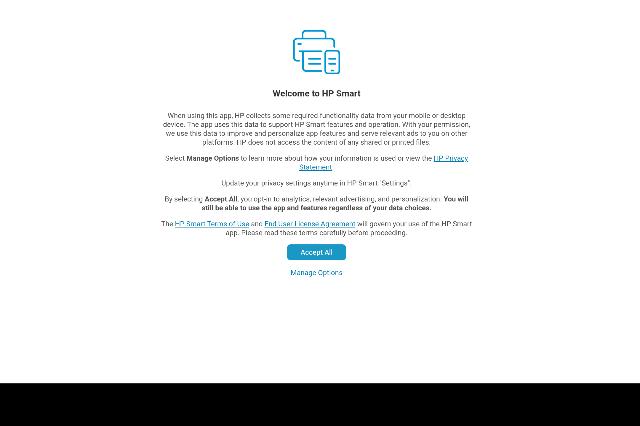 Welcome to HP Smart
When using this app, HP collects some required functionality data from your mobile or desktop
device. The app uses this data to support HP Smart features and operation. With your permission,
we use this data to improve and personalize app features and serve relevant ads to you on other
platforms. HP does not access the content of any shared or printed files.
Select Manage Options to learn more about how your information is used or view the HP Privacy
Statement.
Update your privacy settings anytime in HP Smart "Settings".
By selecting Accept All, you opt-in to analytics, relevant advertising, and personalization. You will
still be able to use the app and features regardless of your data choices.
The HP Smart Terms of Use and End User License Agreement will govern your use of the HP Smart
app. Please read these terms carefully before proceeding.
Accept All
Manage Options